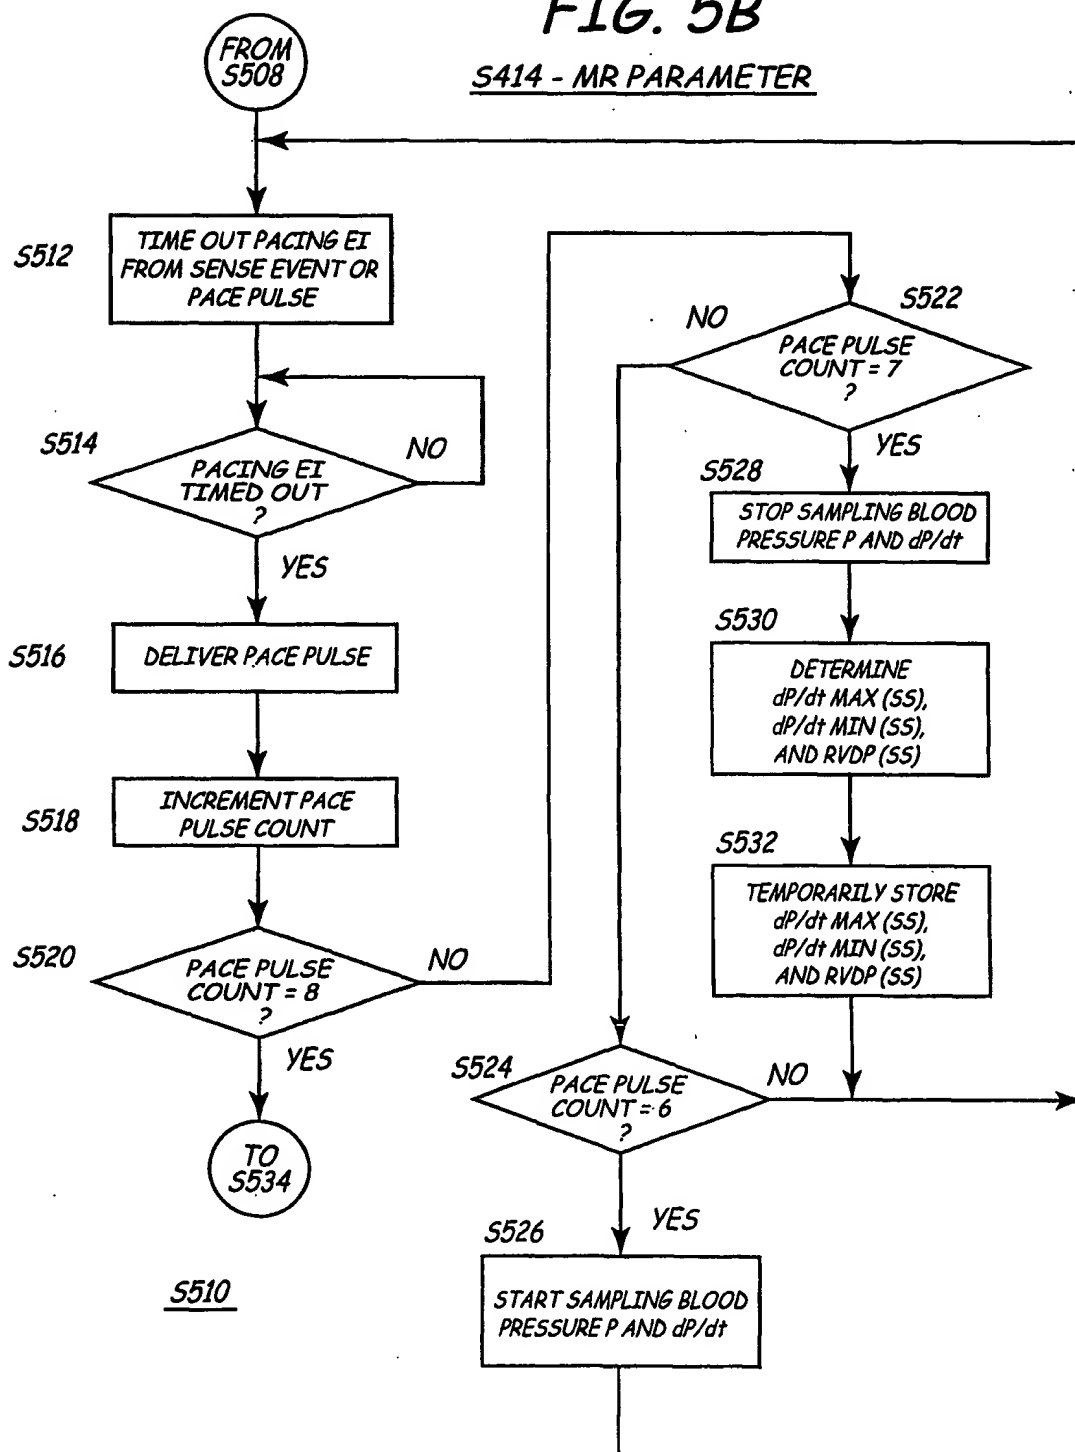 FIG. 5B
S414 - MR PARAMETER
FROM
S508
S512
TIME OUT PACING EI
FROM SENSE EVENT OR
PACE PULSE
S514
PACING EI
TIMED OUT
?
NO
YES
S516
DELIVER PACE PULSE
S518
INCREMENT PACE
PULSE COUNT
S520
PACE PULSE
COUNT = 8
?
NO
YES
TO
S534
S510
S522
NO
PACE PULSE
COUNT = 7
?
YES
S528
STOP SAMPLING BLOOD
PRESSURE P AND dP/dt
S530
DETERMINE
dP/dt MAX (SS),
dP/dt MIN (SS),
AND RVDP (SS)
S532
TEMPORARILY STORE
dP/dt MAX (SS),
dP/dt MIN (SS),
AND RVDP (SS)
S524
PACE PULSE
COUNT = 6
?
NO
YES
S526
START SAMPLING BLOOD
PRESSURE P AND dP/dt